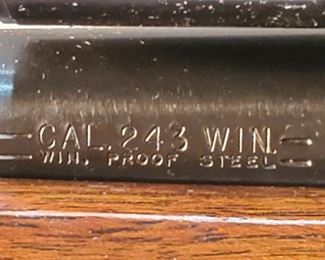 CAL. 243 WIN.
WIN. PROOF STEEL